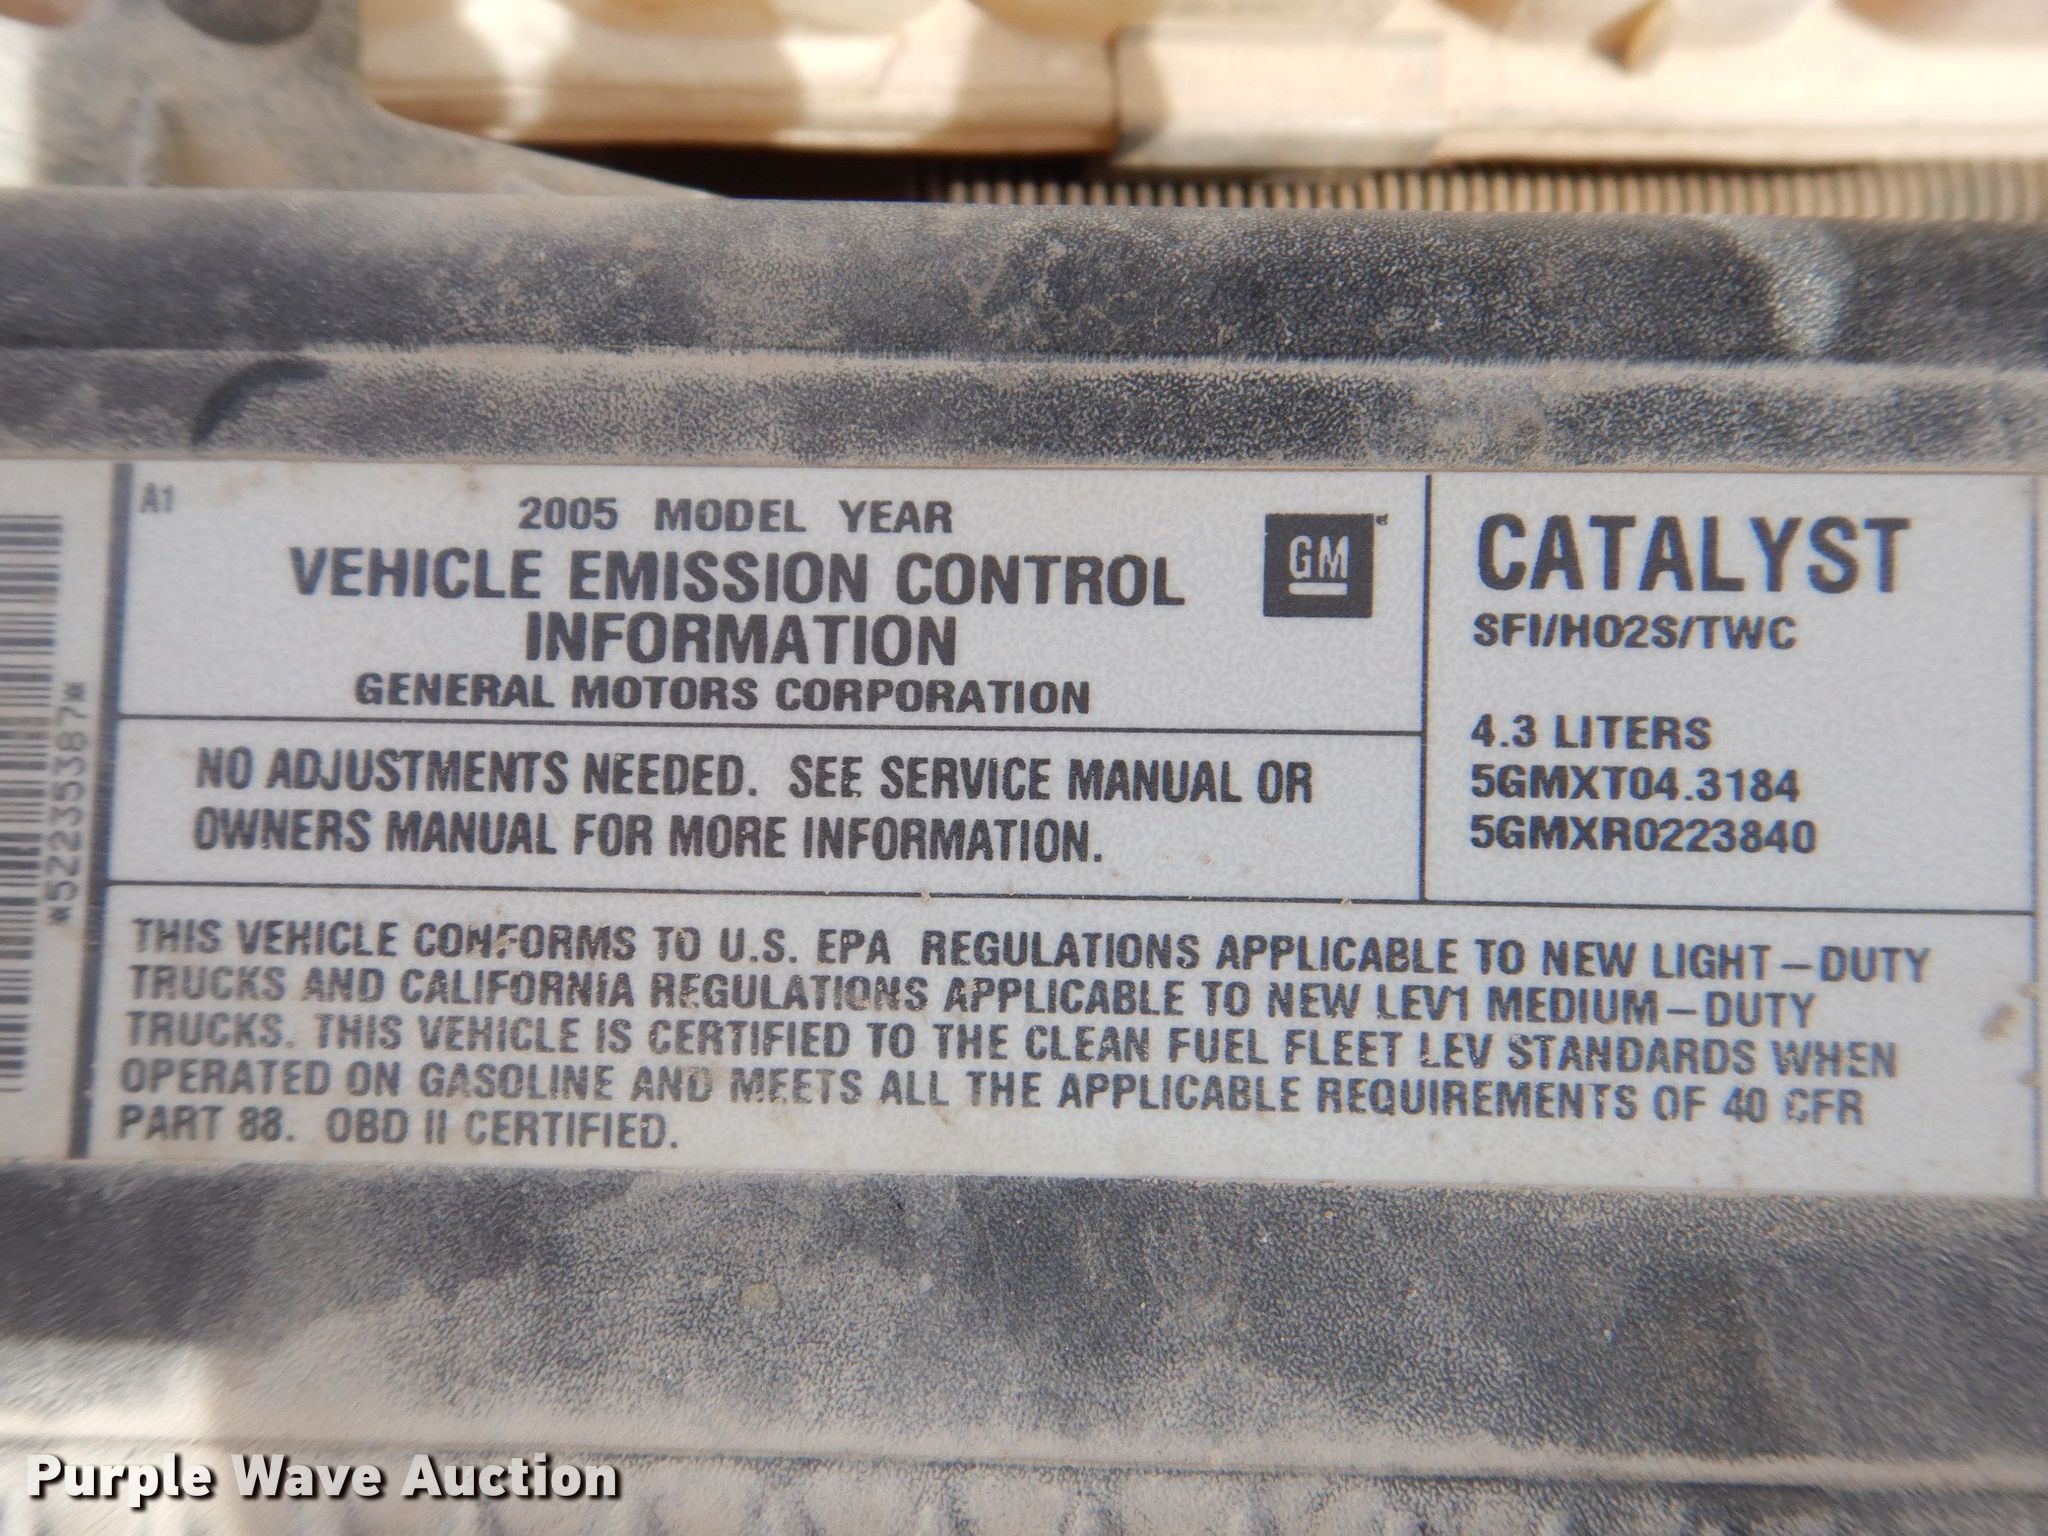 A1
2005 MODEL YEAR
VEHICLE EMISSION CONTROL
INFORMATION
GENERAL MOTORS CORPORATION
GM
CATALYST
SFI/HO2S/TWC
4.3 LITERS
5GMXT04.3184
5GMXR0223840
NO ADJUSTMENTS NEEDED. SEE SERVICE MANUAL OR
OWNERS MANUAL FOR MORE INFORMATION.
THIS VEHICLE CONFORMS TO U.S. EPA REGULATIONS APPLICABLE TO NEW LIGHT-DUTY
TRUCKS AND CALIFORNIA REGULATIONS APPLICABLE TO NEW LEV1 MEDIUM-DUTY
TRUCKS. THIS VEHICLE IS CERTIFIED TO THE CLEAN FUEL FLEET LEV STANDARDS WHEN
OPERATED ON GASOLINE AND MEETS ALL THE APPLICABLE REQUIREMENTS OF 40 CFR
PART 88. OBD II CERTIFIED.
*52235387*
Purple Wave Auction